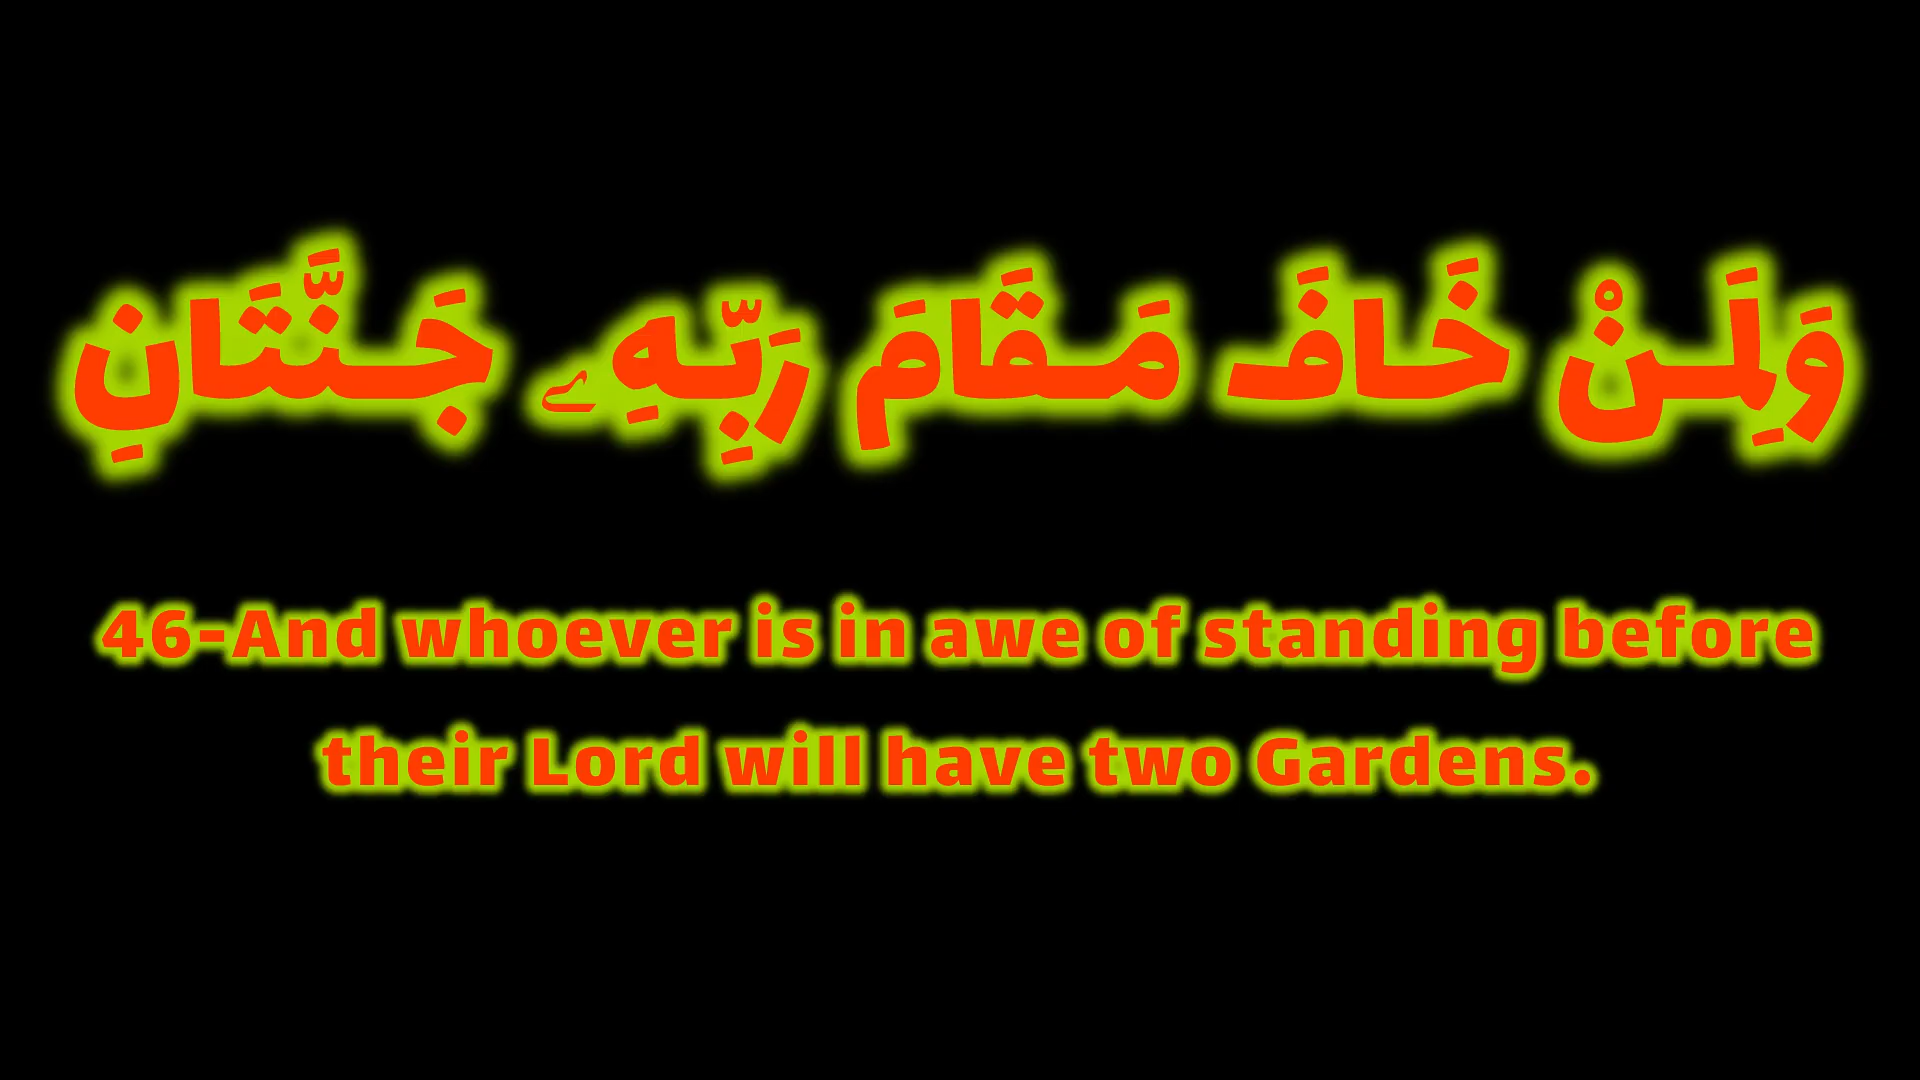 وَلِمَنْ خَافَ مَقَامَ رَبِّهِۦ جَنَّتَانِ
46-And whoever is in awe of standing before
their Lord will have two Gardens.